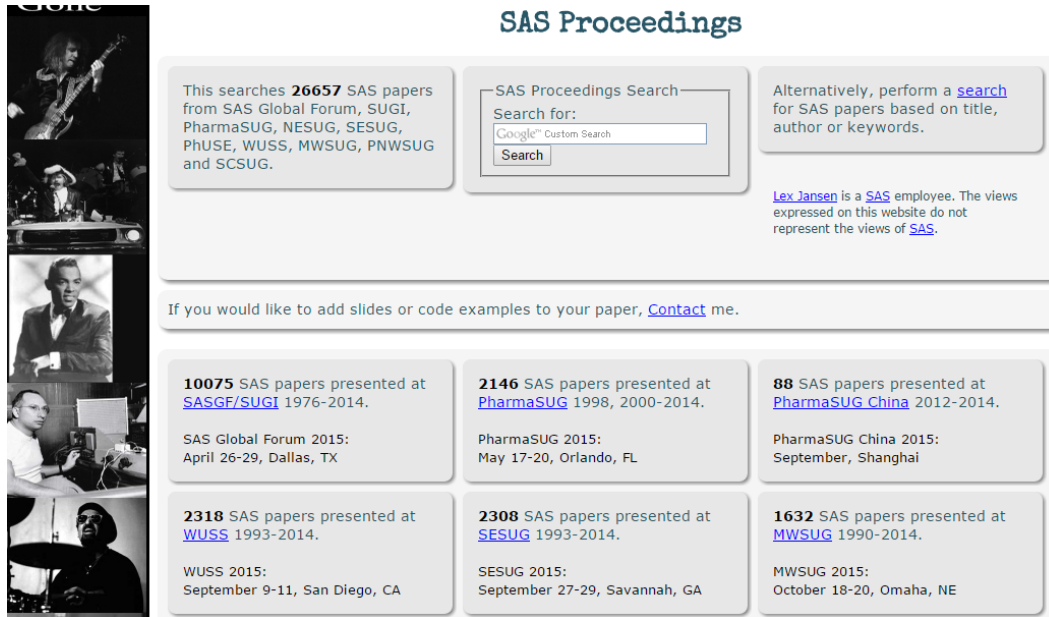 SAS Proceedings
This searches 26657 SAS papers
from SAS Global Forum, SUGI,
PharmaSUG, NESUG, SESUG,
PhUSE, WUSS, MWSUG, PNWSUG
and SCSUG.
SAS Proceedings Search
Search for:
Google™ Custom Search
Search
Alternatively, perform a search
for SAS papers based on title,
author or keywords.
Lex Jansen is a SAS employee. The views
expressed on this website do not
represent the views of SAS.
If you would like to add slides or code examples to your paper, Contact me.
10075 SAS papers presented at
SASGF/SUGI 1976-2014.
SAS Global Forum 2015:
April 26-29, Dallas, TX
2146 SAS papers presented at
PharmaSUG 1998, 2000-2014.
PharmaSUG 2015:
May 17-20, Orlando, FL
88 SAS papers presented at
PharmaSUG China 2012-2014.
PharmaSUG China 2015:
September, Shanghai
2318 SAS papers presented at
WUSS 1993-2014.
WUSS 2015:
September 9-11, San Diego, CA
2308 SAS papers presented at
SESUG 1993-2014.
SESUG 2015:
September 27-29, Savannah, GA
1632 SAS papers presented at
MWSUG 1990-2014.
MWSUG 2015:
October 18-20, Omaha, NE